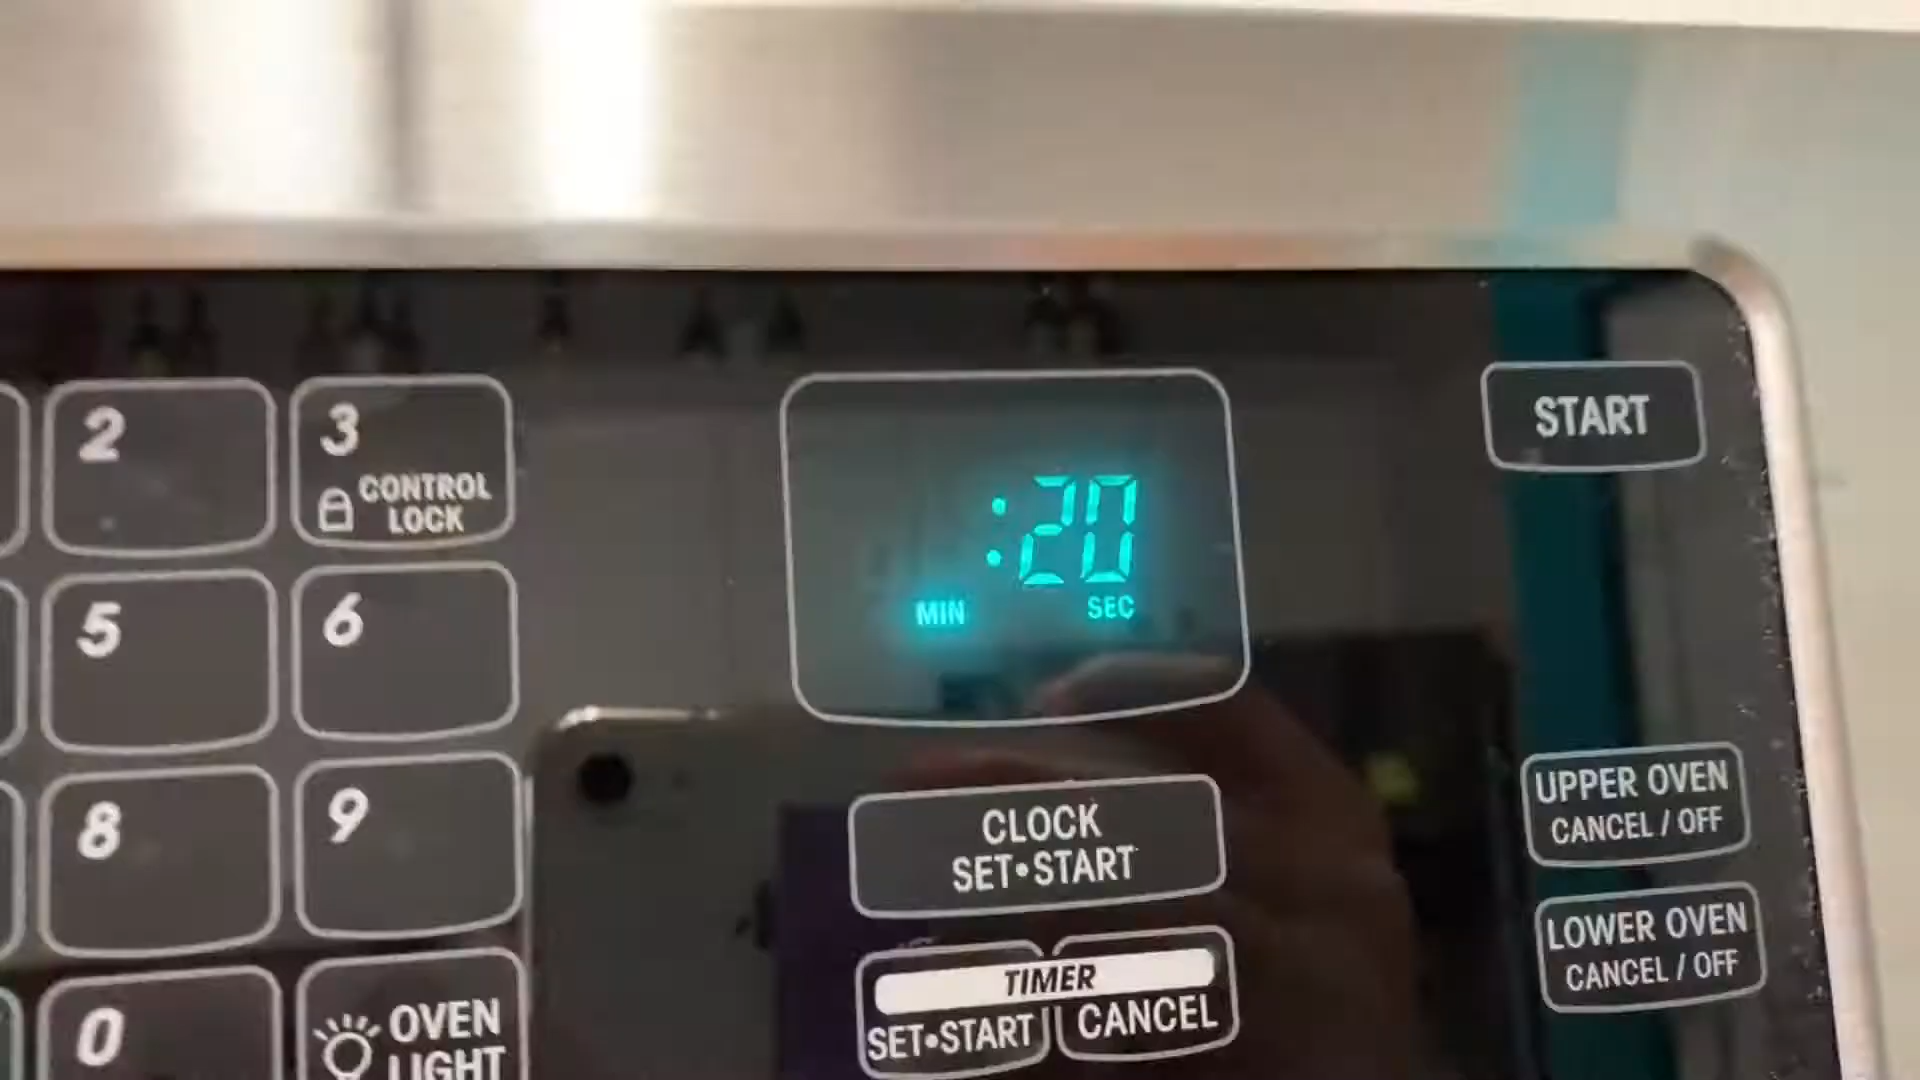 2
3
CONTROL
LOCK
:20
MIN SEC
START
5
6
8
9
CLOCK
SET•START
UPPER OVEN
CANCEL / OFF
LOWER OVEN
CANCEL / OFF
TIMER
SET•START
CANCEL
0
OVEN
LIGHT